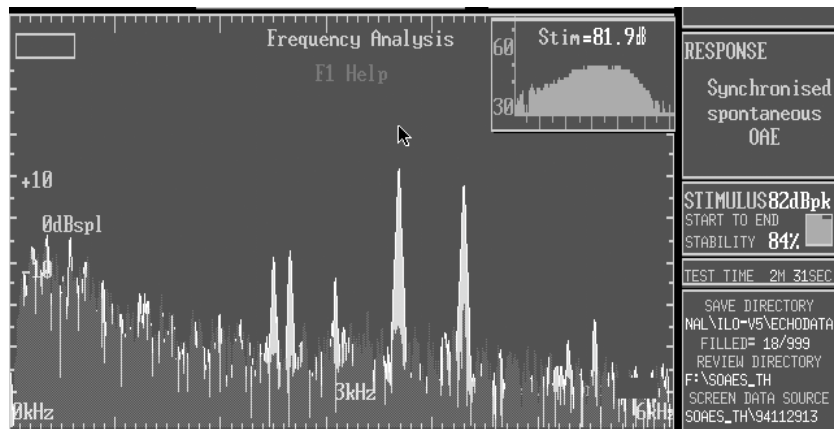 Frequency Analysis
F1 Help
60
Stim=81.9dB
30
+10
0dBspl
-10
0kHz
3kHz
6kHz
RESPONSE
Synchronised
spontaneous
OAE
STIMULUS 82dBpk
START TO END
STABILITY 84%
TEST TIME 2M 31SEC
SAVE DIRECTORY
NAL\ILO-V5\ECHODATA
FILLED= 18/999
REVIEW DIRECTORY
F:\SOAES_TH
SCREEN DATA SOURCE
SOAES_TH\94112913